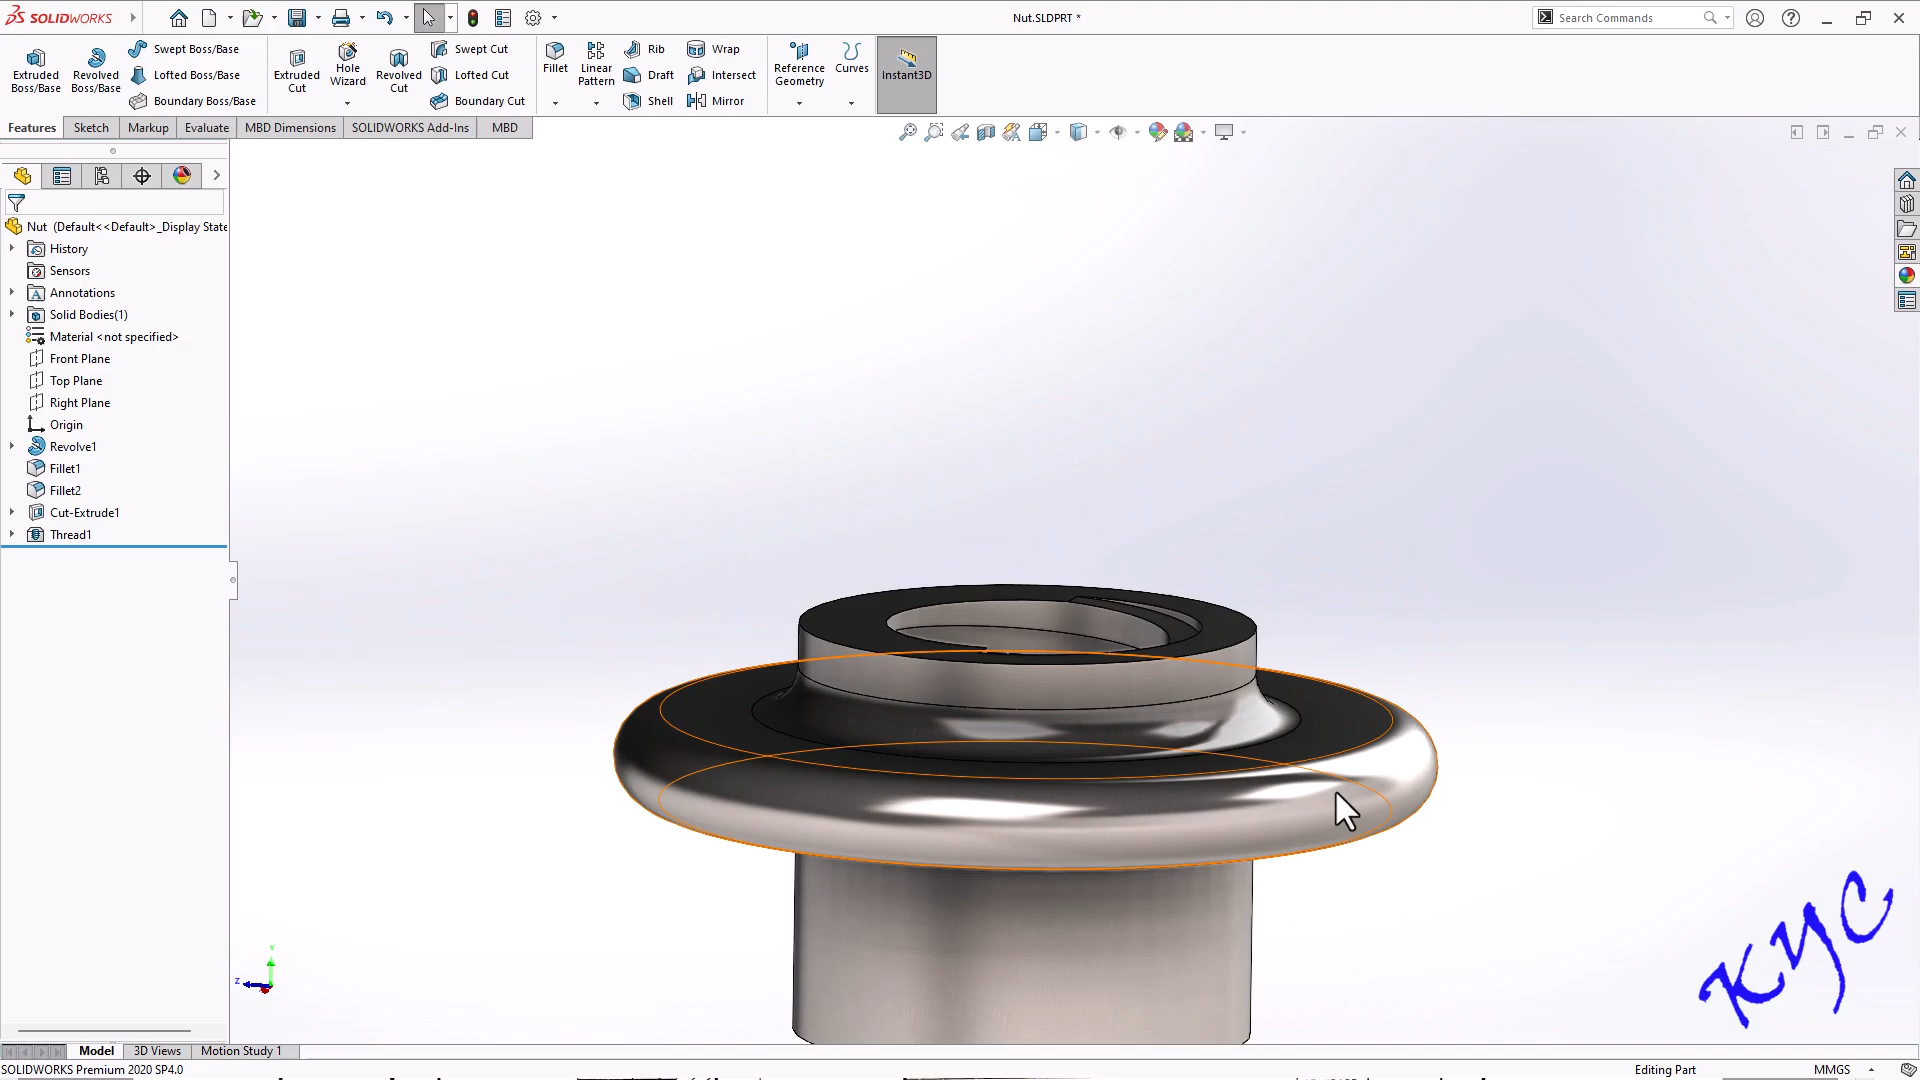 SOLIDWORKS
Nut.SLDPRT *
Search Commands
Extruded Boss/Base
Revolved Boss/Base
Swept Boss/Base
Lofted Boss/Base
Boundary Boss/Base
Extruded Cut
Hole Wizard
Revolved Cut
Swept Cut
Lofted Cut
Boundary Cut
Fillet
Linear Pattern
Rib
Draft
Shell
Wrap
Intersect
Mirror
Reference Geometry
Curves
Instant3D
Features
Sketch
Markup
Evaluate
MBD Dimensions
SOLIDWORKS Add-Ins
MBD
Nut (Default<<Default>_Display State
History
Sensors
Annotations
Solid Bodies(1)
Material <not specified>
Front Plane
Top Plane
Right Plane
Origin
Revolve1
Fillet1
Fillet2
Cut-Extrude1
Thread1
Y
Z
KYC
Model
3D Views
Motion Study 1
SOLIDWORKS Premium 2020 SP4.0
Editing Part
MMGS